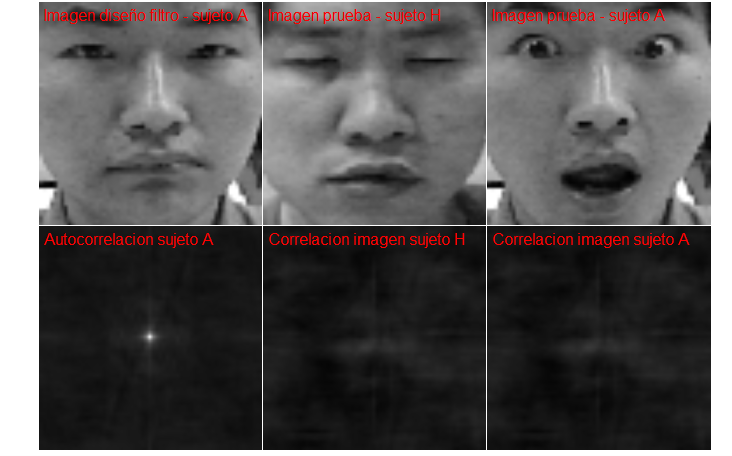 Imagen diseño filtro - sujeto A
Imagen prueba - sujeto H
Imagen prueba - sujeto A
Autocorrelacion sujeto A
Correlacion imagen sujeto H
Correlacion imagen sujeto A